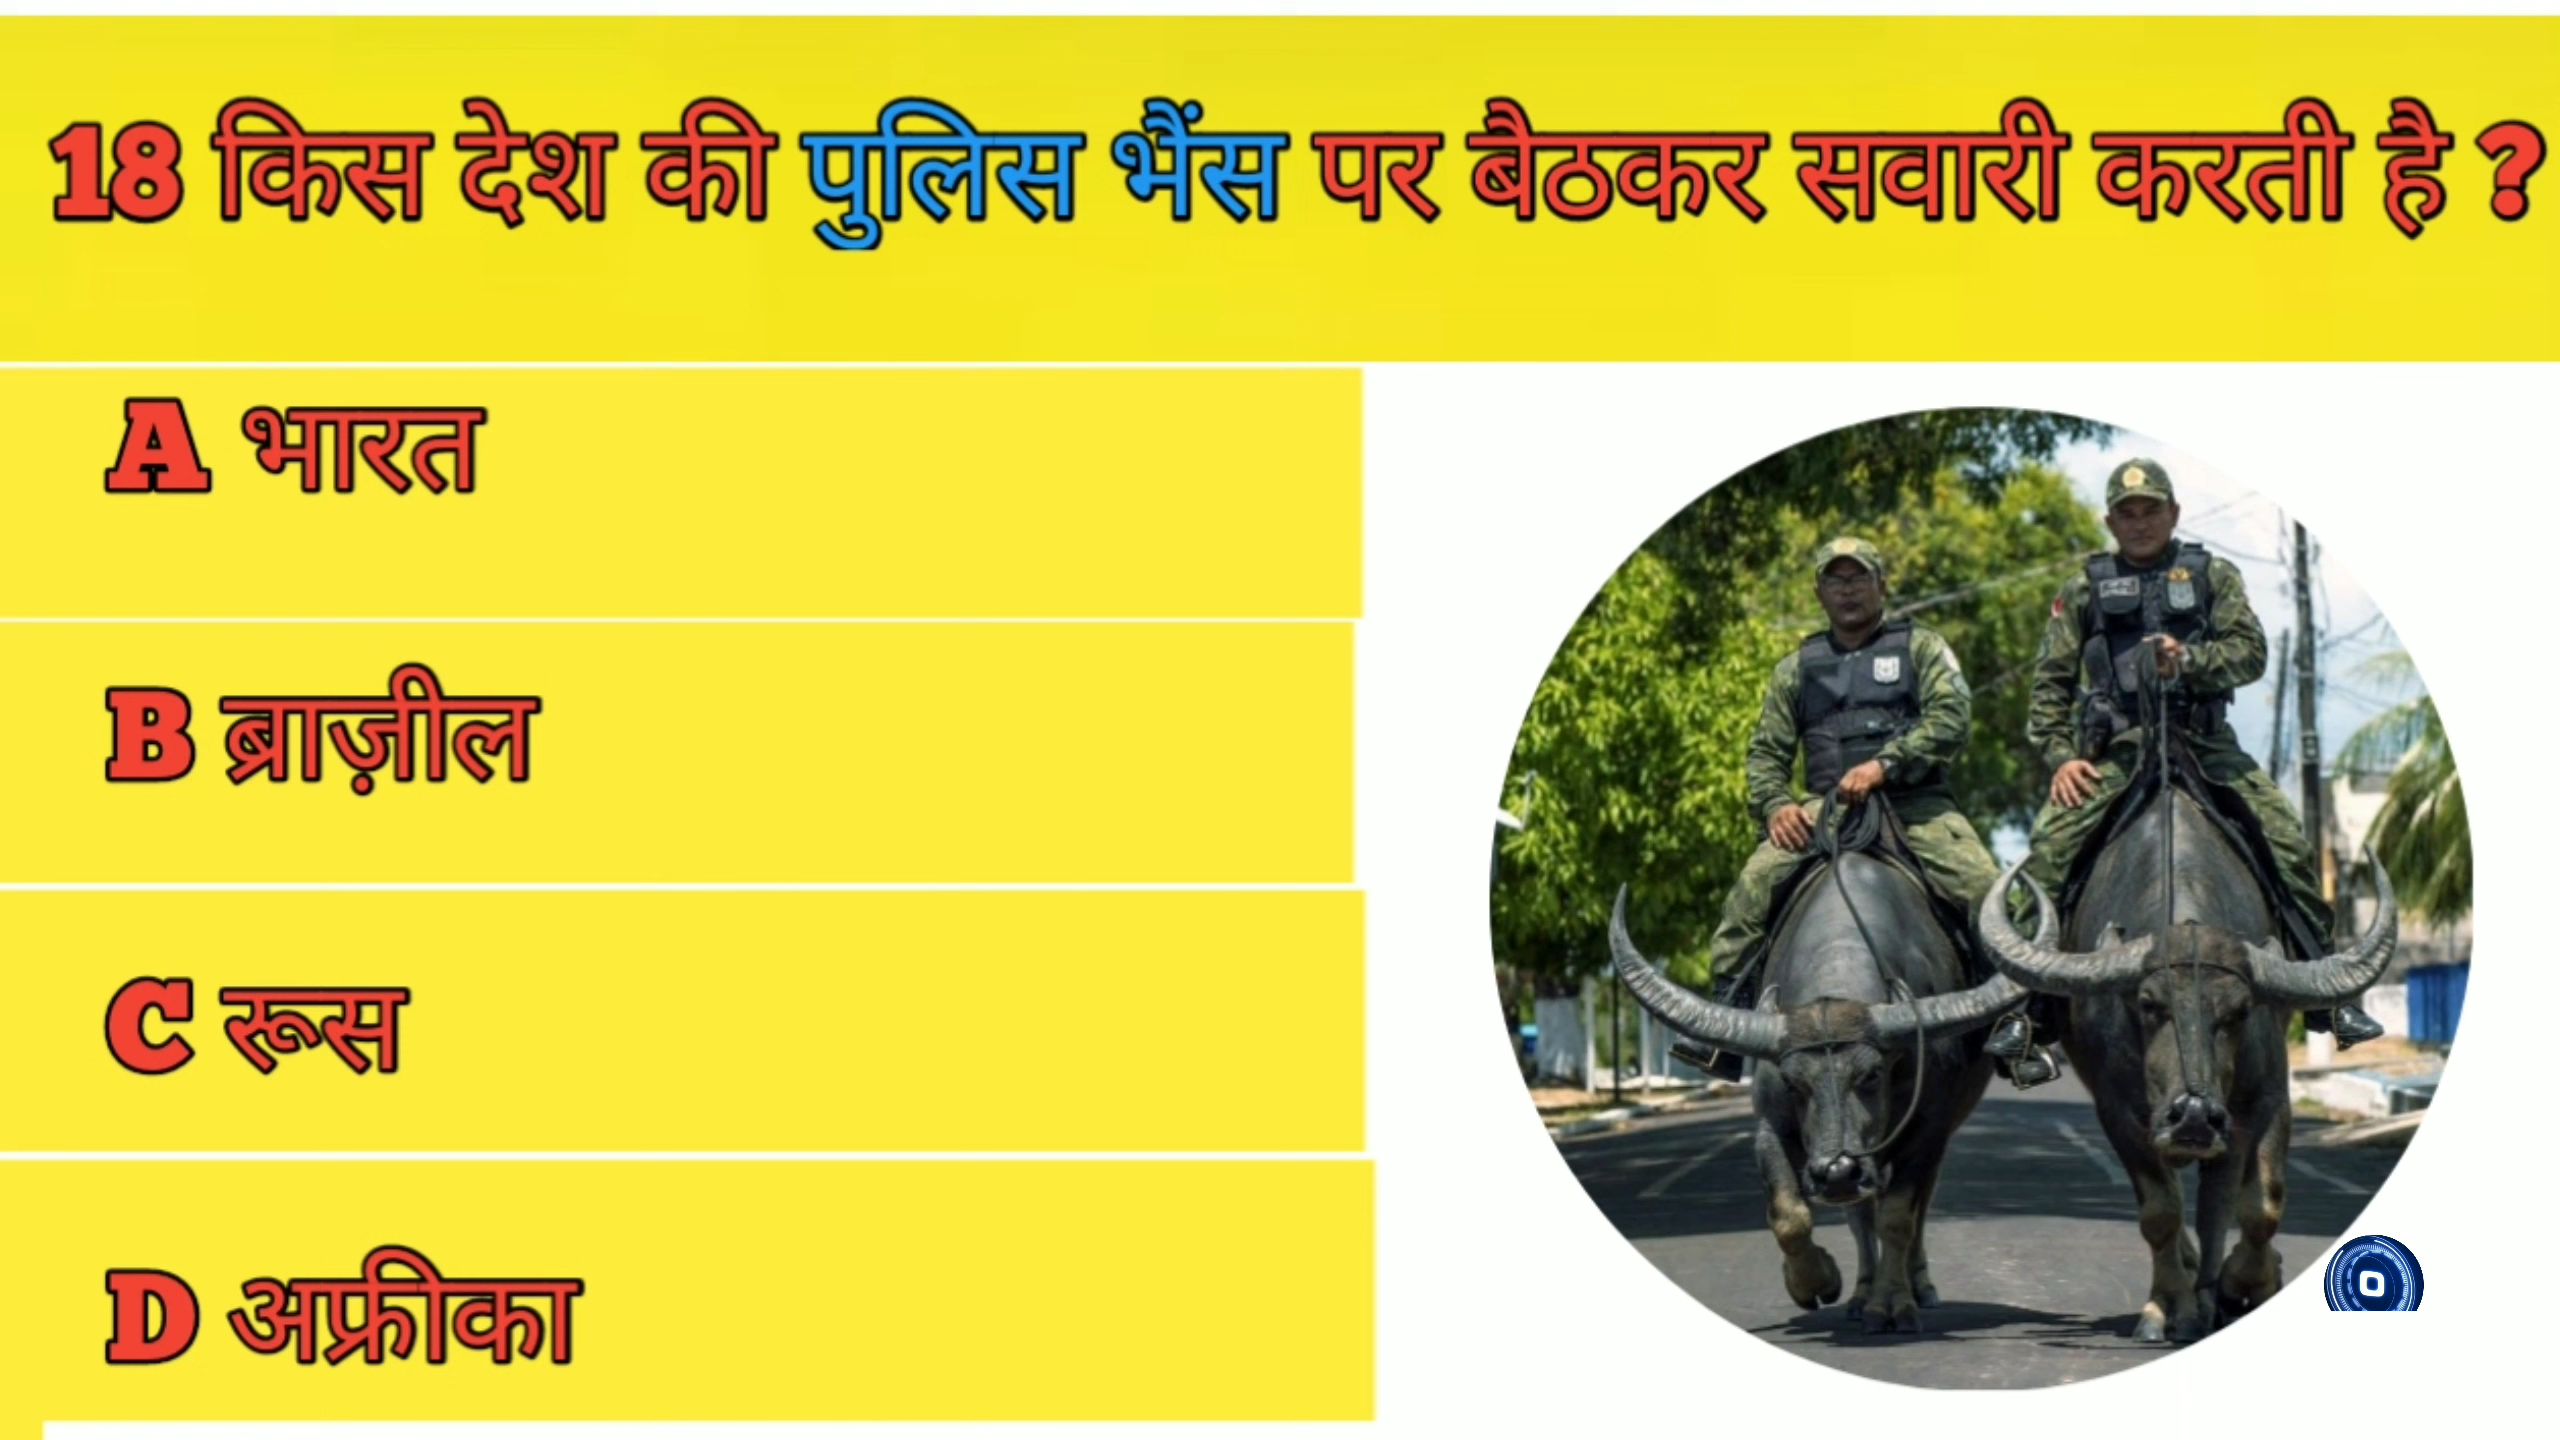 18 किस देश की पुलिस भैंस पर बैठकर सवारी करती है ?
A भारत
B ब्राज़ील
C रूस
D अफ्रीका